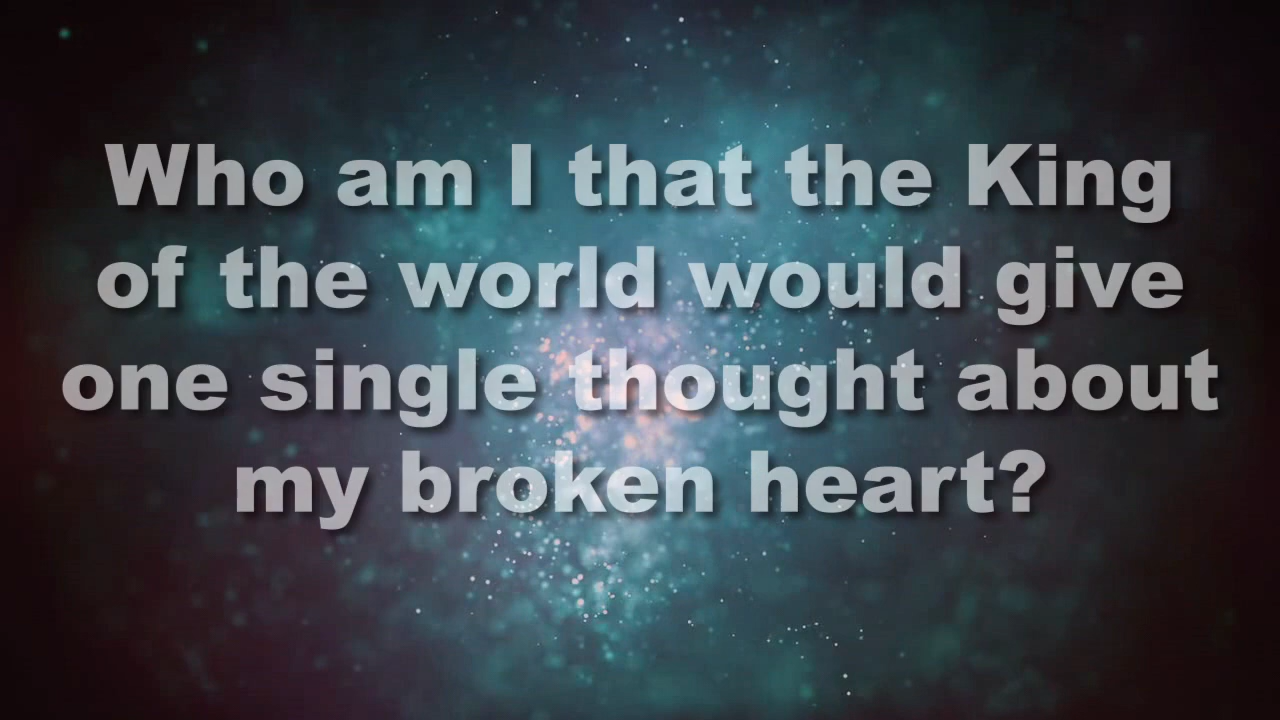 Who am I that the King
of the world would give
one single thought about
my broken heart?